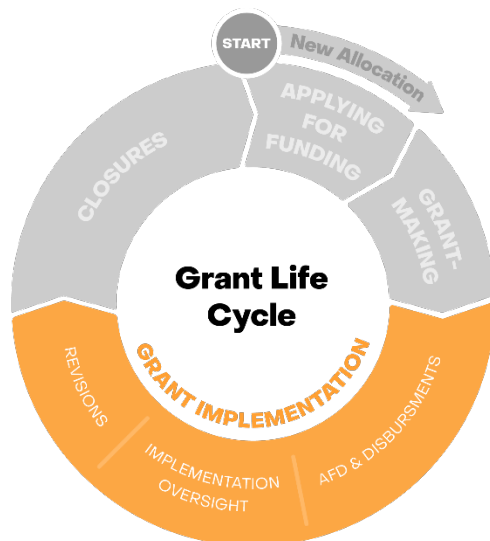 START
New Allocation
APPLYING
FOR
FUNDING
GRANT-
MAKING
CLOSURES
Grant Life
Cycle
GRANT IMPLEMENTATION
REVISIONS
IMPLEMENTATION
OVERSIGHT
AFD & DISBURSMENTS